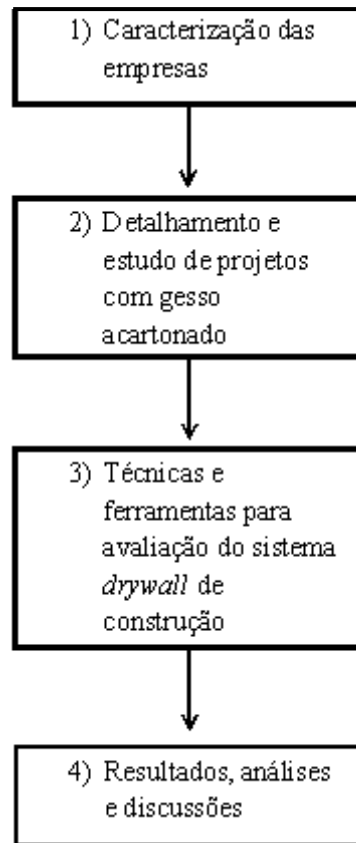 1) Caracterização das
empresas
2) Detalhamento e
estudo de projetos
com gesso
acartonado
3) Técnicas e
ferramentas para
avaliação do sistema
drywall de
construção
4) Resultados, análises
e discussões